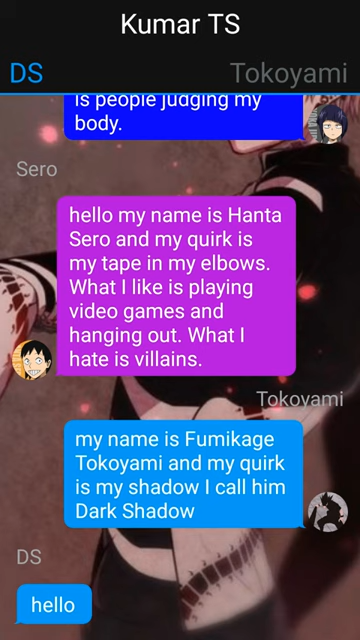 Kumar TS
DS
Tokoyami
is people judging my
body.
Sero
hello my name is Hanta
Sero and my quirk is
my tape in my elbows.
What I like is playing
video games and
hanging out. What I
hate is villains.
Tokoyami
my name is Fumikage
Tokoyami and my quirk
is my shadow I call him
Dark Shadow
DS
hello